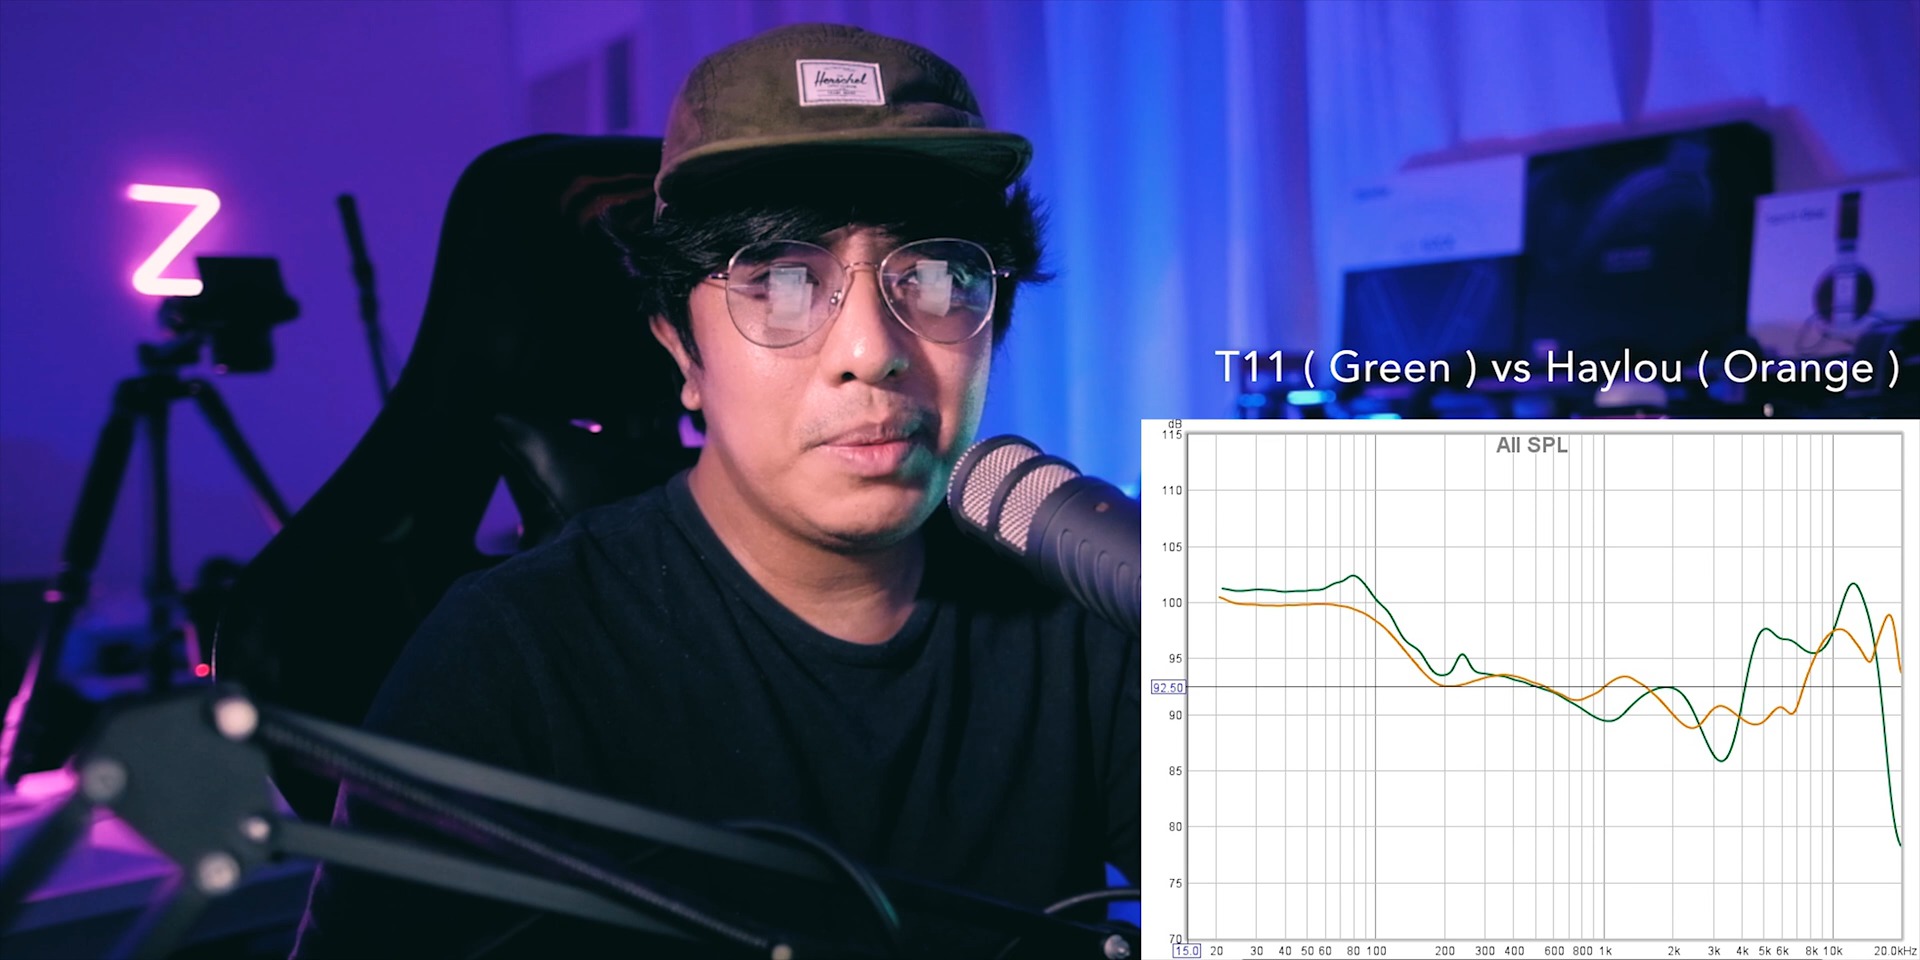 Herschel
Z
T11 ( Green ) vs Haylou ( Orange )
dB
All SPL
115
110
105
100
95
92.50
90
85
80
75
70
15.0 20 30 40 50 60 80 100 200 300 400 600 800 1k 2k 3k 4k 5k 6k 8k 10k 20.0kHz